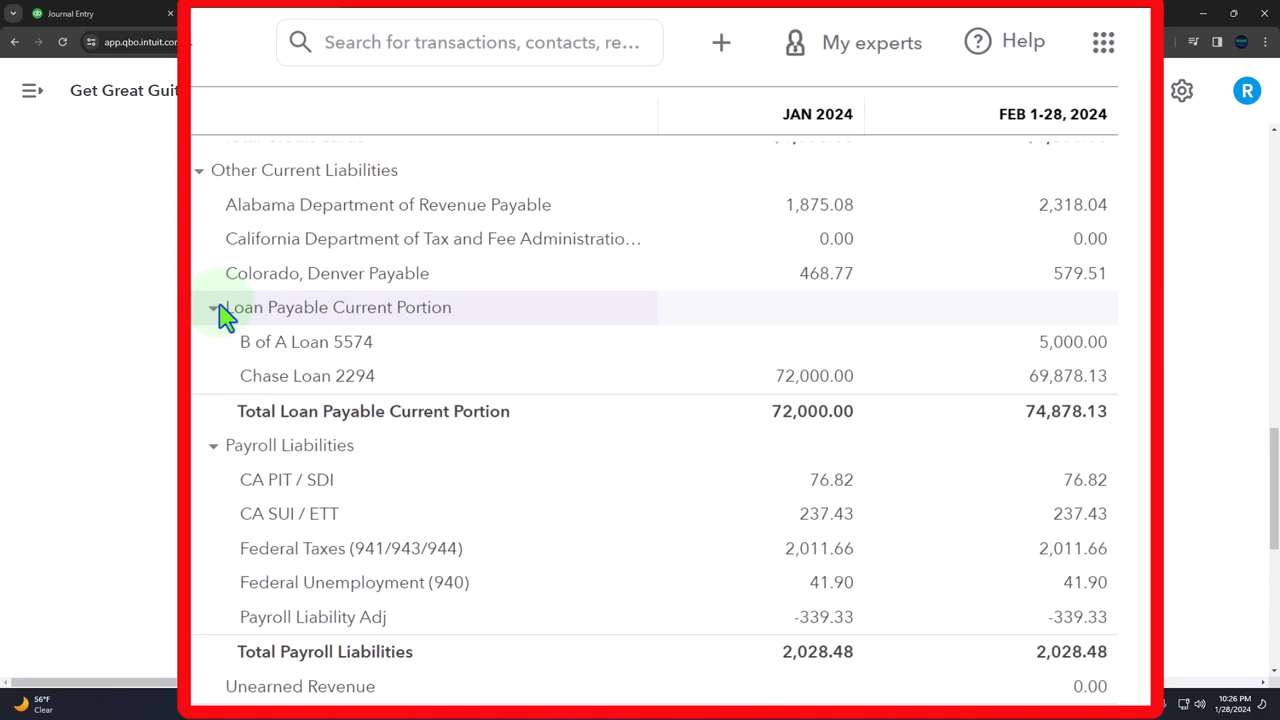 Journal Entry
app.qbo.intuit.com
Search for transactions, contacts, re...
My experts
Help
Get Great Guit
R
JAN 2024 FEB 1-28, 2024
Other Current Liabilities
Alabama Department of Revenue Payable 1,875.08 2,318.04
California Department of Tax and Fee Administratio... 0.00 0.00
Colorado, Denver Payable 468.77 579.51
Loan Payable Current Portion
B of A Loan 5574 5,000.00
Chase Loan 2294 72,000.00 69,878.13
Total Loan Payable Current Portion 72,000.00 74,878.13
Payroll Liabilities
CA PIT / SDI 76.82 76.82
CA SUI / ETT 237.43 237.43
Federal Taxes (941/943/944) 2,011.66 2,011.66
Federal Unemployment (940) 41.90 41.90
Payroll Liability Adj -339.33 -339.33
Total Payroll Liabilities 2,028.48 2,028.48
Unearned Revenue 0.00
56°F
Clear
10:26 PM